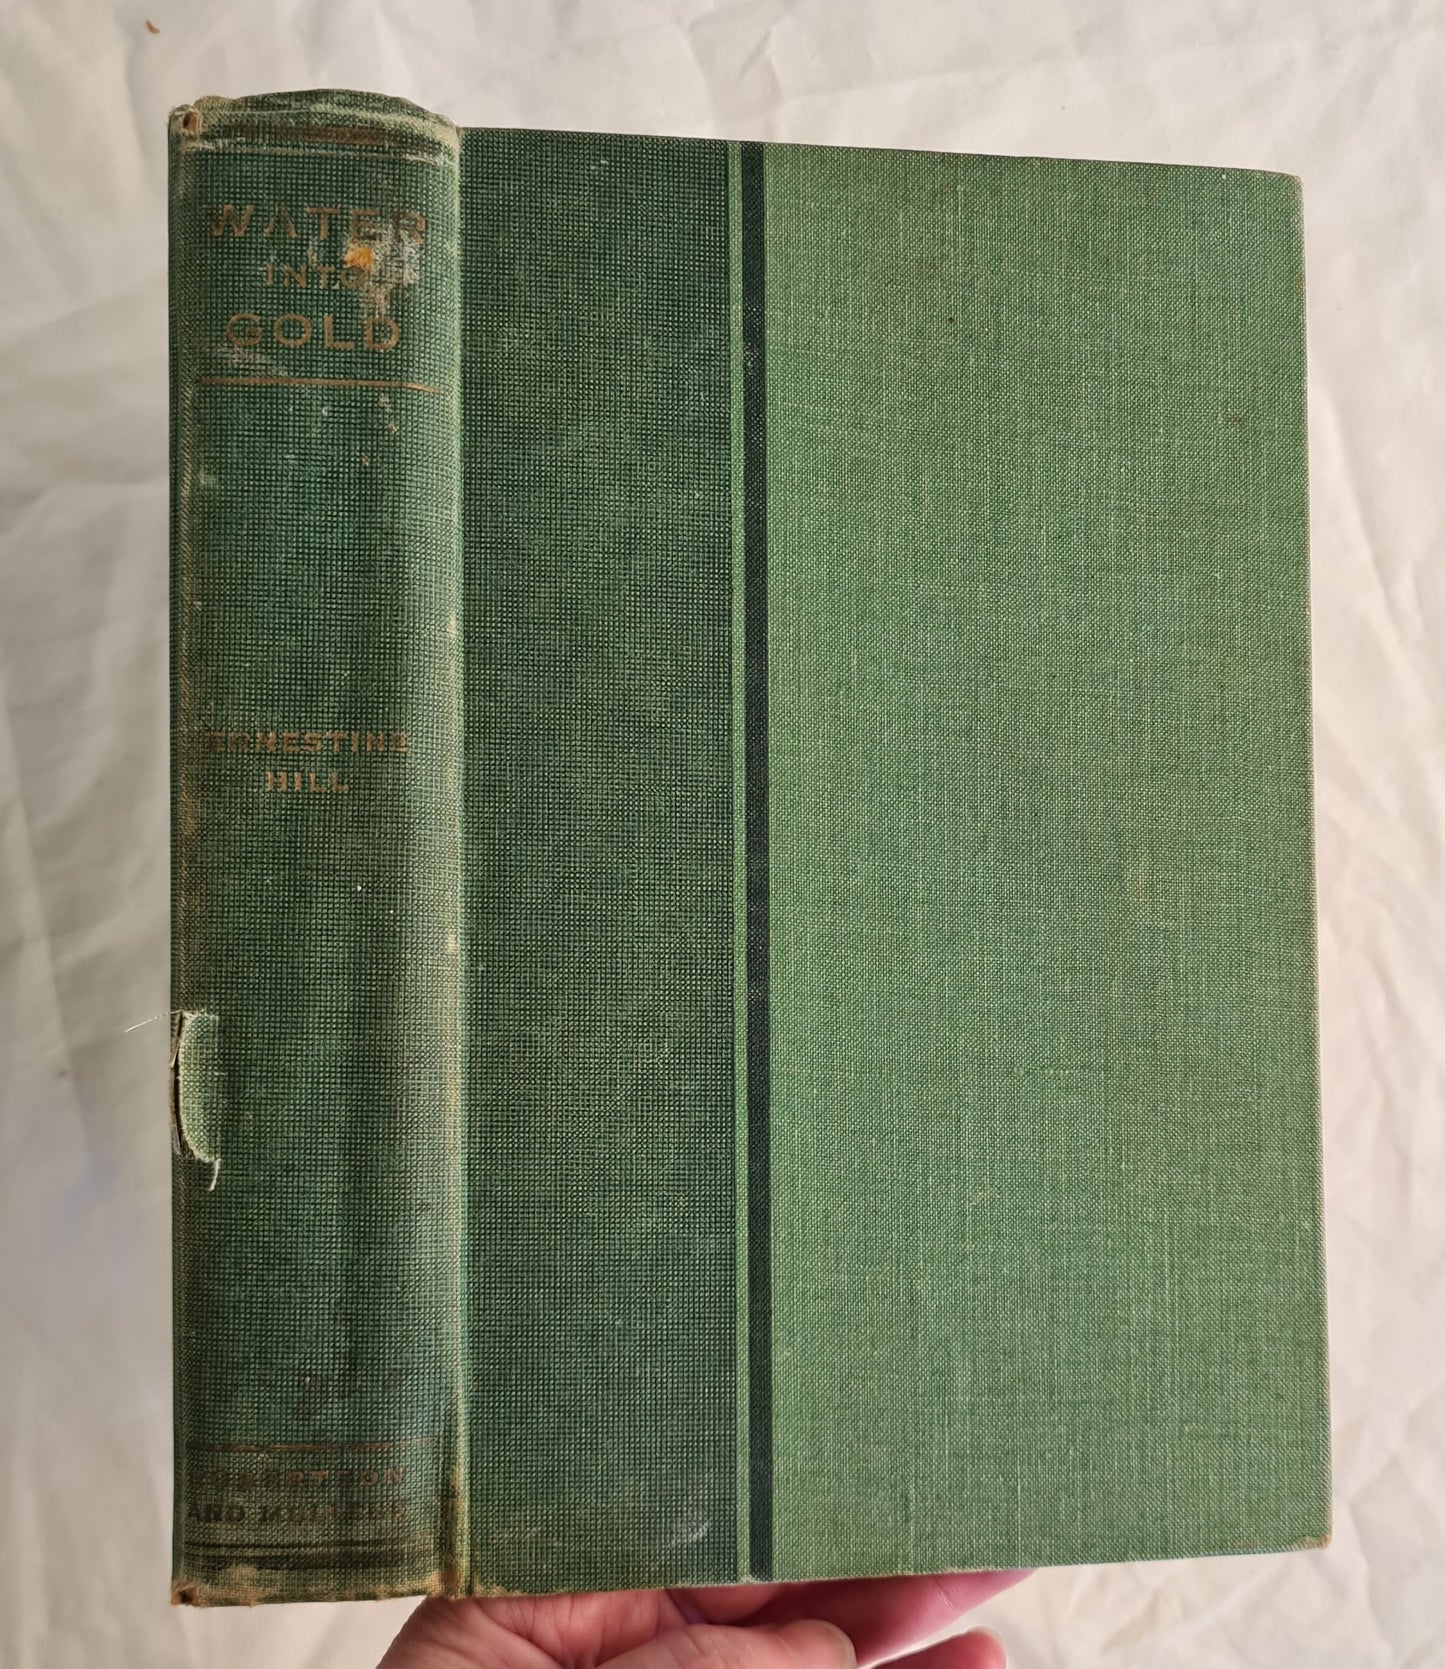 WATER
INTO
GOLD
ERNESTINE
HILL
ROBERTSON
AND MULLENS